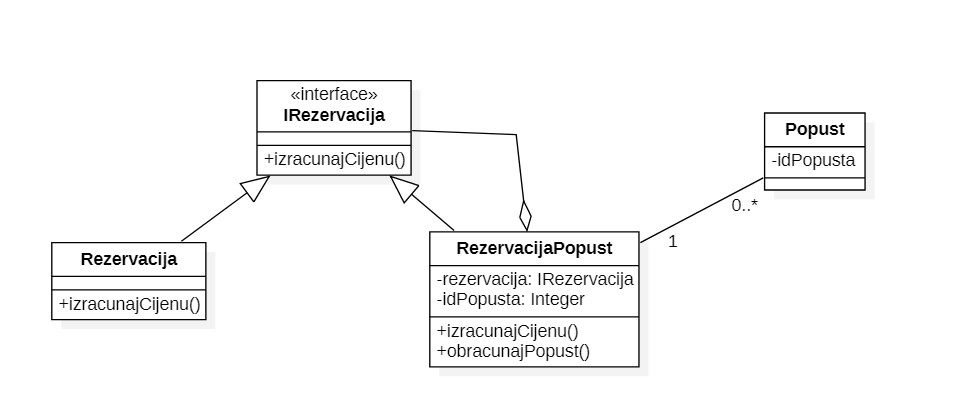 «interface»
IRezervacija
+izracunajCijenu()
Popust
-idPopusta
0..*
1
Rezervacija
+izracunajCijenu()
RezervacijaPopust
-rezervacija: IRezervacija
-idPopusta: Integer
+izracunajCijenu()
+obracunajPopust()